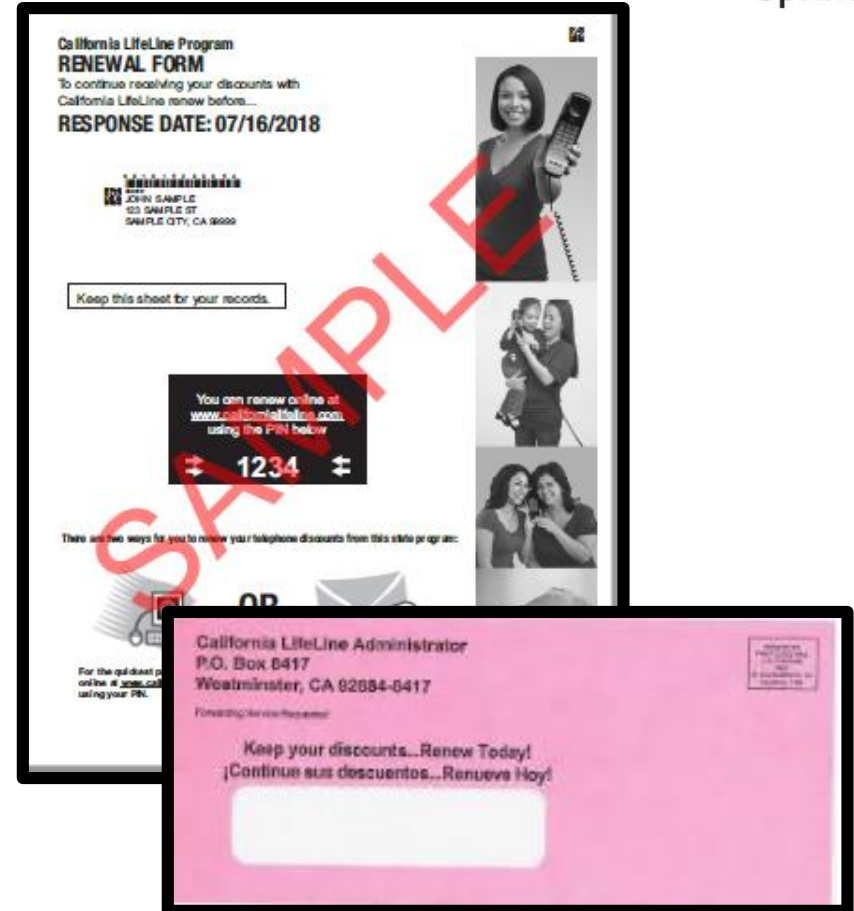 California LifeLine Program
RENEWAL FORM
To continue receiving your discounts with
California LifeLine renew before...
RESPONSE DATE: 07/16/2018
JOHN SAMPLE
123 SAMPLE ST
SAMPLE CITY, CA
Keep this sheet for your records.
You can renew online at
www.californialifeline.com
using the PIN below
1234
SAMPLE
There are two ways for you to renew your telephone discounts from this state program:
OR
For the quickest
online at
using your PIN.
California LifeLine Administrator
P.O. Box 8417
Westminster, CA 92684-8417
Forwarding Service Requested
Keep your discounts...Renew Today!
¡Continue sus descuentos...Renueve Hoy!